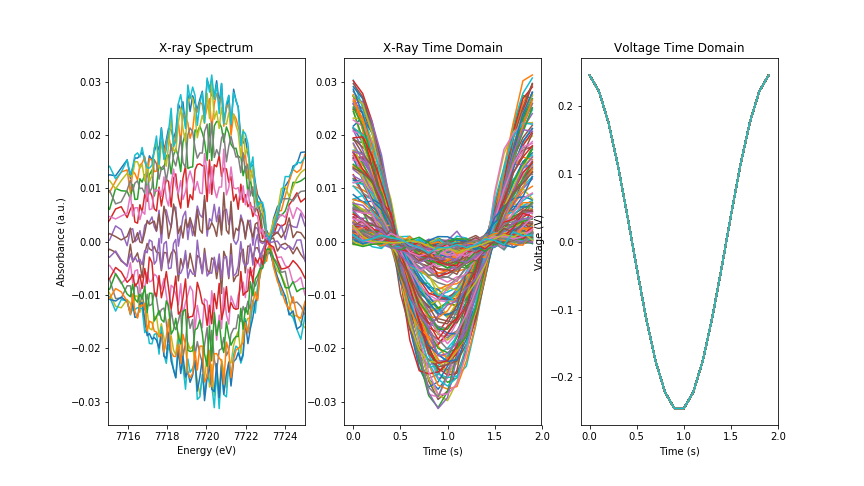 X-ray Spectrum
Absorbance (a.u.)
0.03
0.02
0.01
0.00
−0.01
−0.02
−0.03
7716 7718 7720 7722 7724
Energy (eV)
X-Ray Time Domain
0.03
0.02
0.01
0.00
−0.01
−0.02
−0.03
0.0 0.5 1.0 1.5 2.0
Time (s)
Voltage Time Domain
Voltage (V)
0.2
0.1
0.0
−0.1
−0.2
0.0 0.5 1.0 1.5 2.0
Time (s)